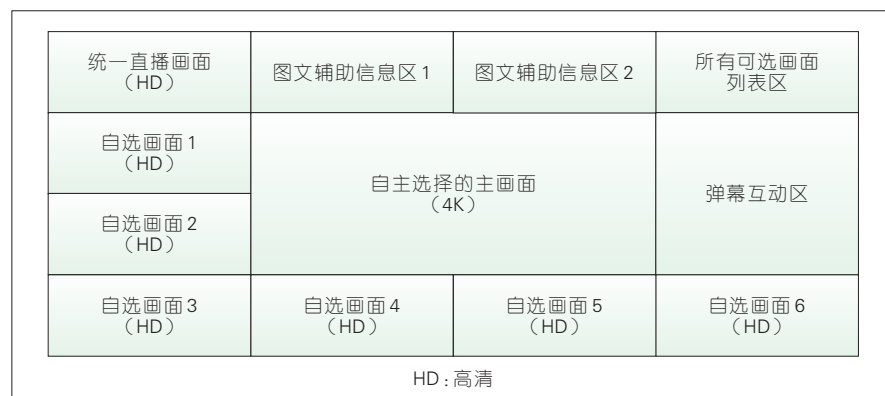 统一直播画面
（HD）
图文辅助信息区1
图文辅助信息区2
所有可选画面
列表区
自选画面1
（HD）
自主选择的主画面
（4K）
弹幕互动区
自选画面2
（HD）
自选画面3
（HD）
自选画面4
（HD）
自选画面5
（HD）
自选画面6
（HD）
HD：高清